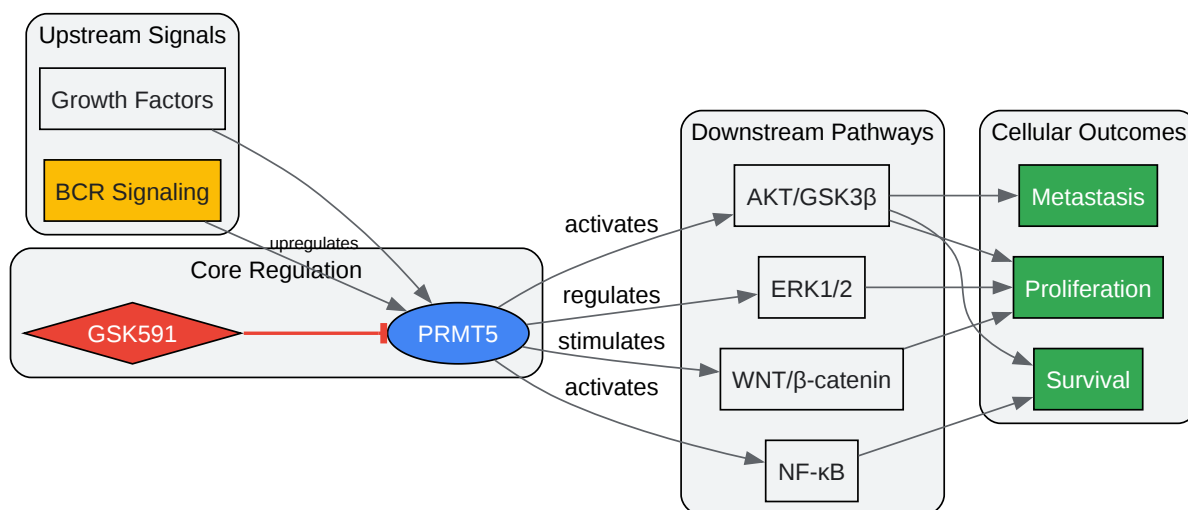 Upstream Signals
Growth Factors
BCR Signaling
upregulates
Core Regulation
GSK591
PRMT5
activates
regulates
stimulates
activates
Downstream Pathways
AKT/GSK3β
ERK1/2
WNT/β-catenin
NF-κB
Cellular Outcomes
Metastasis
Proliferation
Survival